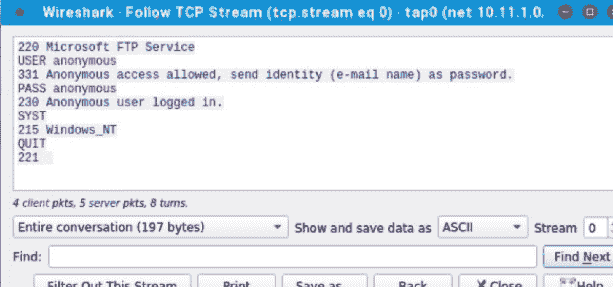 Wireshark · Follow TCP Stream (tcp.stream eq 0) · tap0 (net 10.11.1.0,
220 Microsoft FTP Service
USER anonymous
331 Anonymous access allowed, send identity (e-mail name) as password.
PASS anonymous
230 Anonymous user logged in.
SYST
215 Windows_NT
QUIT
221
4 client pkts, 5 server pkts, 8 turns.
Entire conversation (197 bytes) Show and save data as ASCII Stream 0
Find: Find Next
Filter Out This Stream Print Save as… Back Close Help